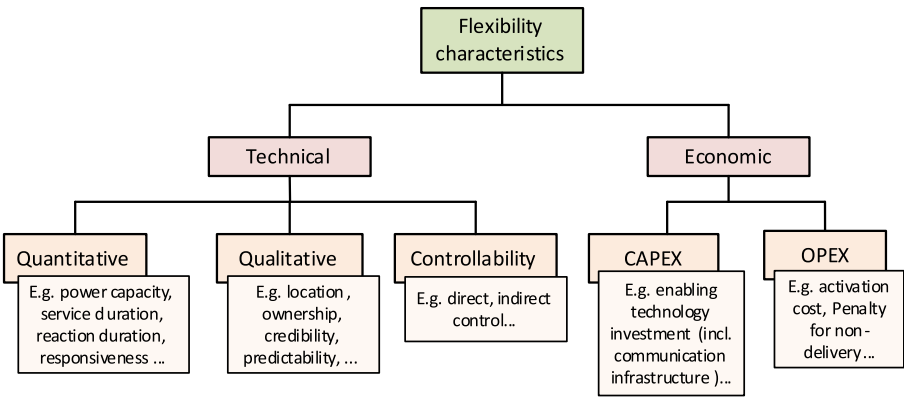 Flexibility
characteristics
Technical
Economic
Quantitative
E.g. power capacity,
service duration,
reaction duration,
responsiveness ...
Qualitative
E.g. location,
ownership,
credibility,
predictability, ...
Controllability
E.g. direct, indirect
control...
CAPEX
E.g. enabling
technology
investment (incl.
communication
infrastructure )...
OPEX
E.g. activation
cost, Penalty
for non-
delivery...